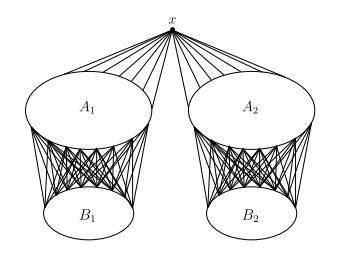 x
A₁ A₂
B₁ B₂